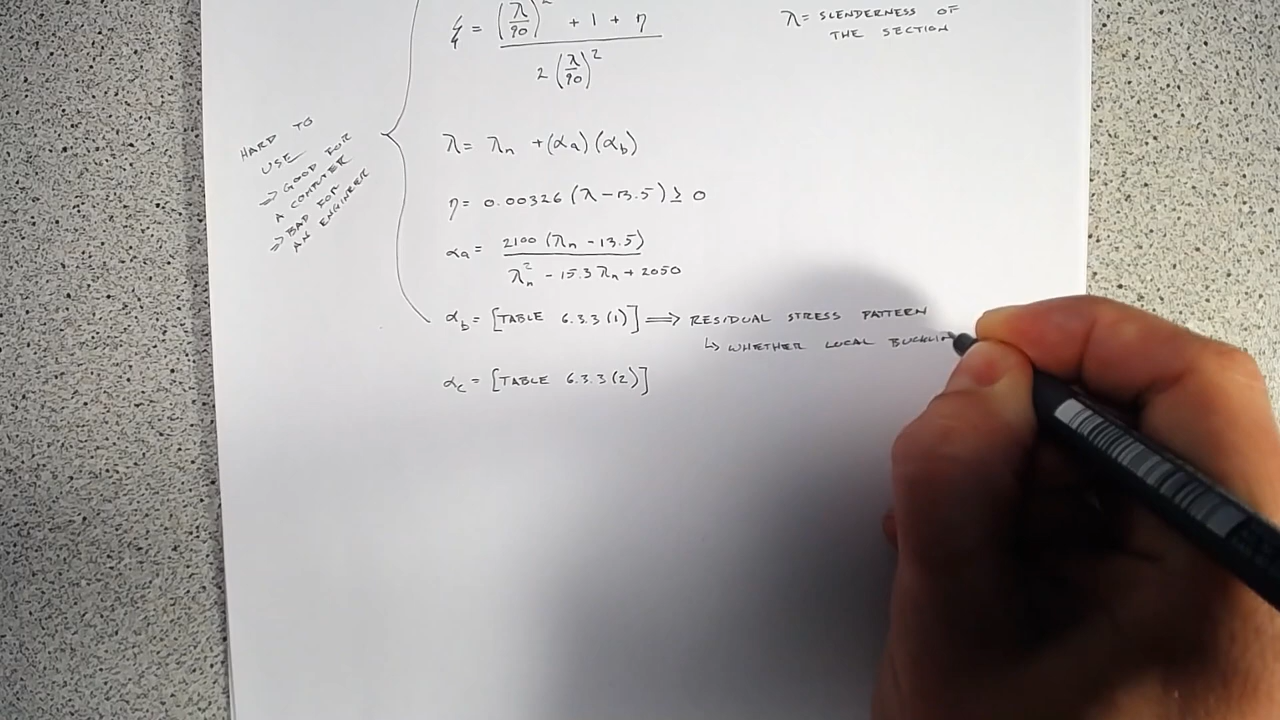 ξ = ((λ/90)² + 1 + η) / (2 (λ/90)²)
λ = SLENDERNESS OF
THE SECTION
HARD TO
USE
⇒ GOOD FOR
A COMPUTER
⇒ BAD FOR
AN ENGINEER
λ = λn + (αa)(αb)
η = 0.00326 (λ - 13.5) ≥ 0
αa = 2100 (λn - 13.5) / (λn² - 15.3 λn + 2050)
αb = [TABLE 6.3.3(1)] ⇒ RESIDUAL STRESS PATTERN
↳ WHETHER LOCAL BUCKLIN
αc = [TABLE 6.3.3(2)]